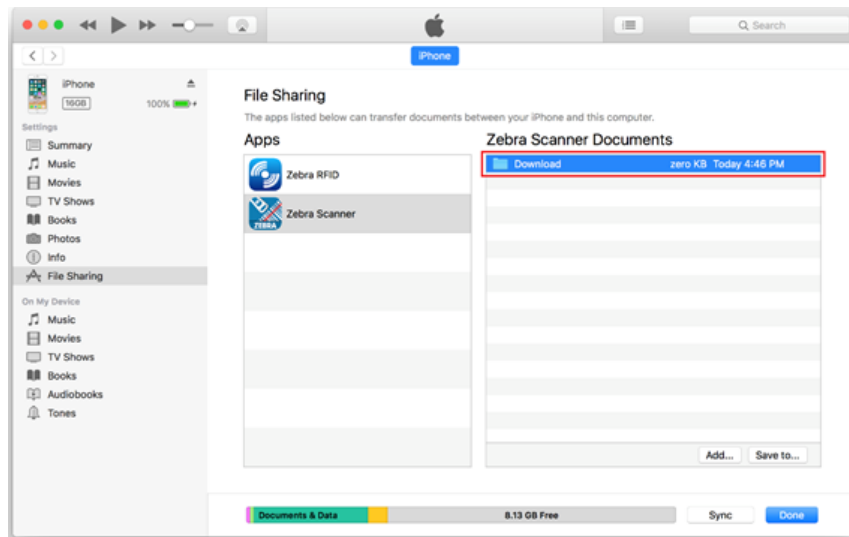 Search
iPhone
iPhone
16GB 100%
Settings
Summary
Music
Movies
TV Shows
Books
Photos
Info
File Sharing
On My Device
Music
Movies
TV Shows
Books
Audiobooks
Tones
File Sharing
The apps listed below can transfer documents between your iPhone and this computer.
Apps
Zebra RFID
ZEBRA
Zebra Scanner
Zebra Scanner Documents
Download zero KB Today 4:46 PM
Add... Save to...
Documents & Data 8.13 GB Free Sync Done